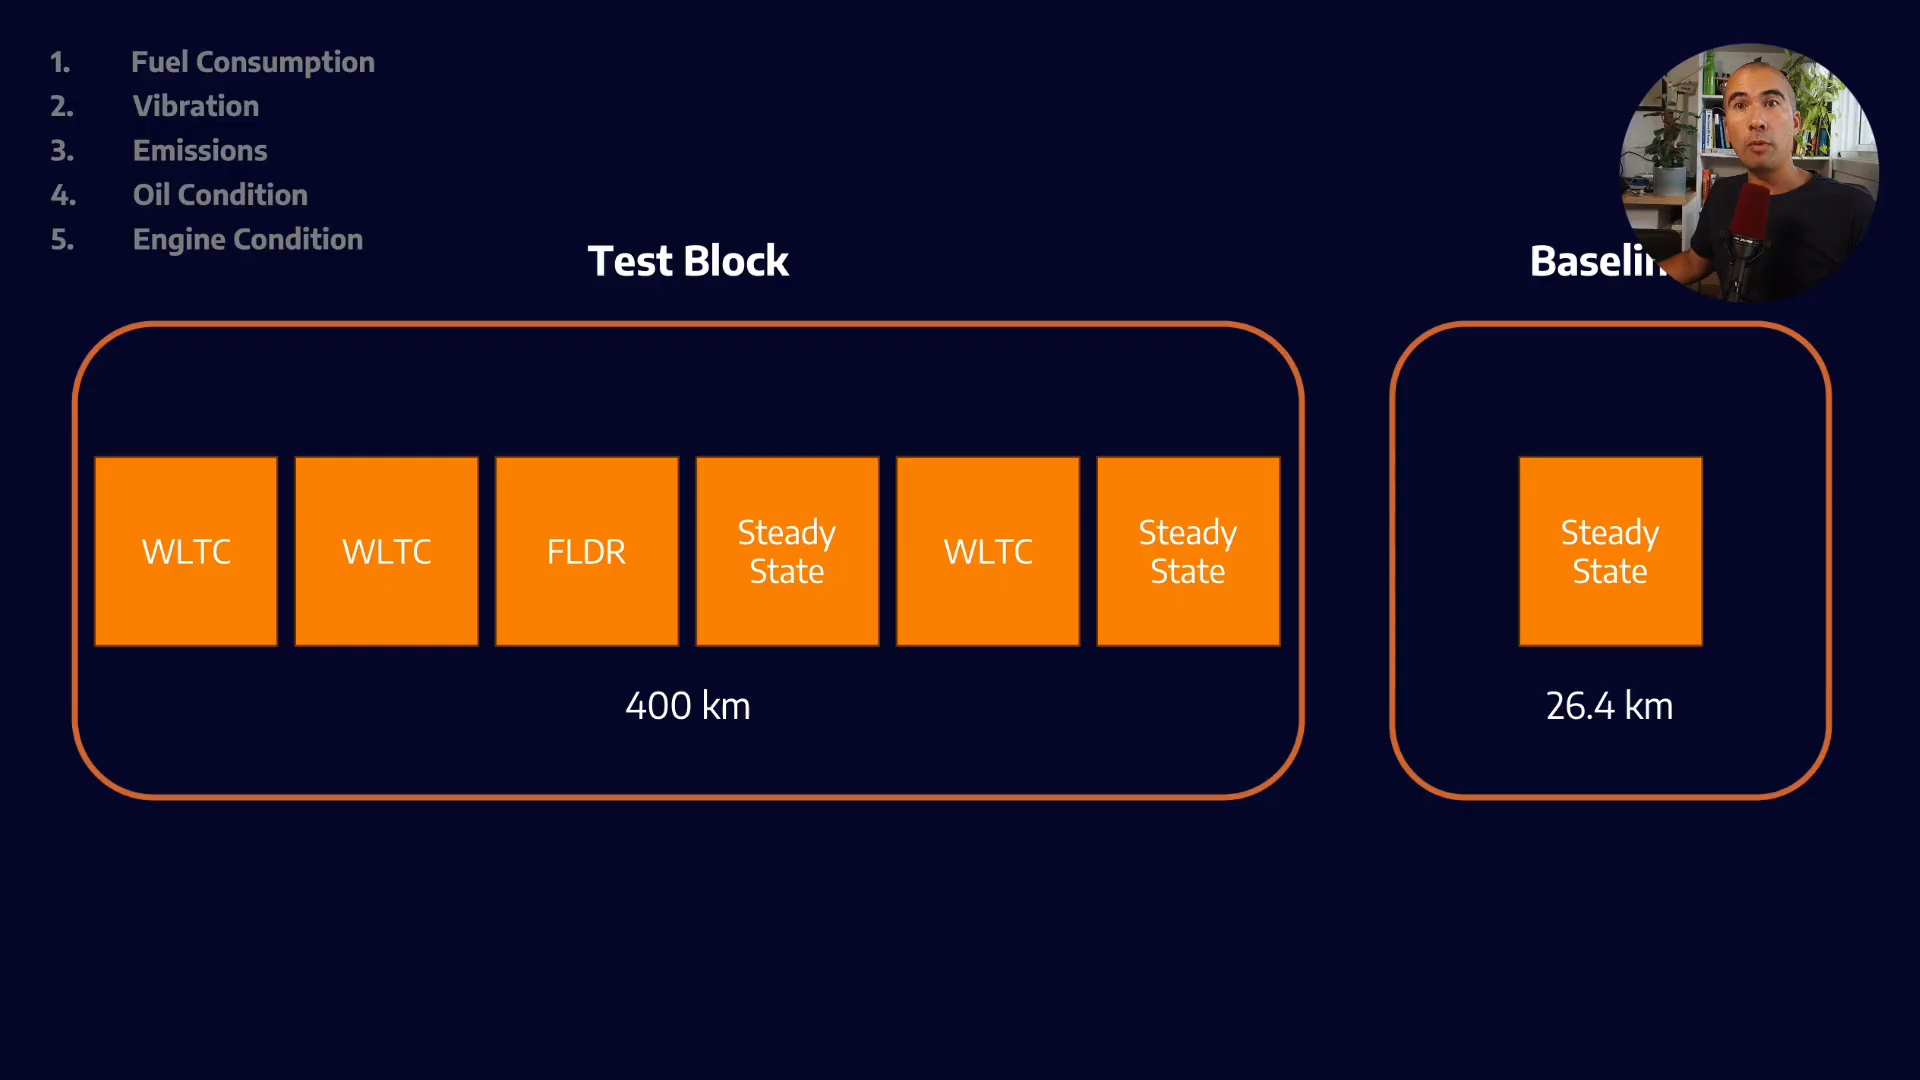 1. Fuel Consumption
2. Vibration
3. Emissions
4. Oil Condition
5. Engine Condition
Test Block
WLTC
WLTC
FLDR
Steady
State
WLTC
Steady
State
400 km
Steady
State
26.4 km